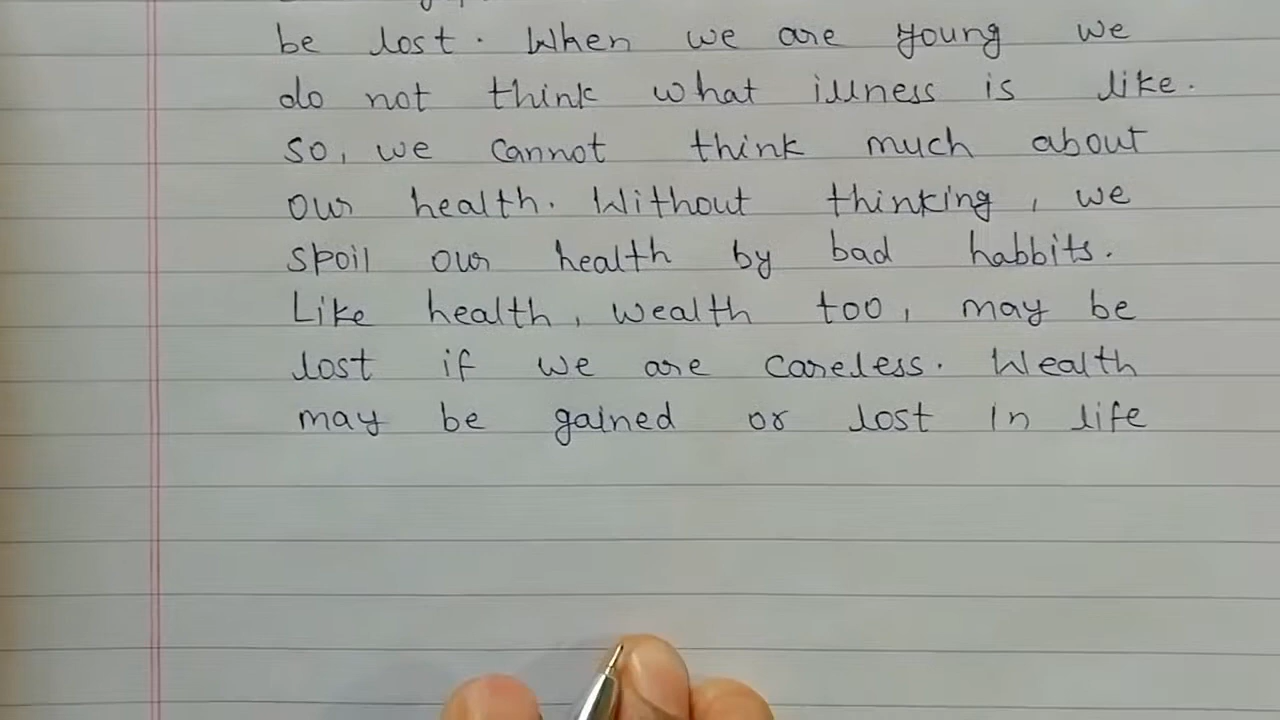 be lost. When we are young we
do not think what illness is like.
so, we cannot think much about
our health. Without thinking, we
spoil our health by bad habbits.
Like health, wealth too, may be
lost if we are careless. Wealth
may be gained or lost in life